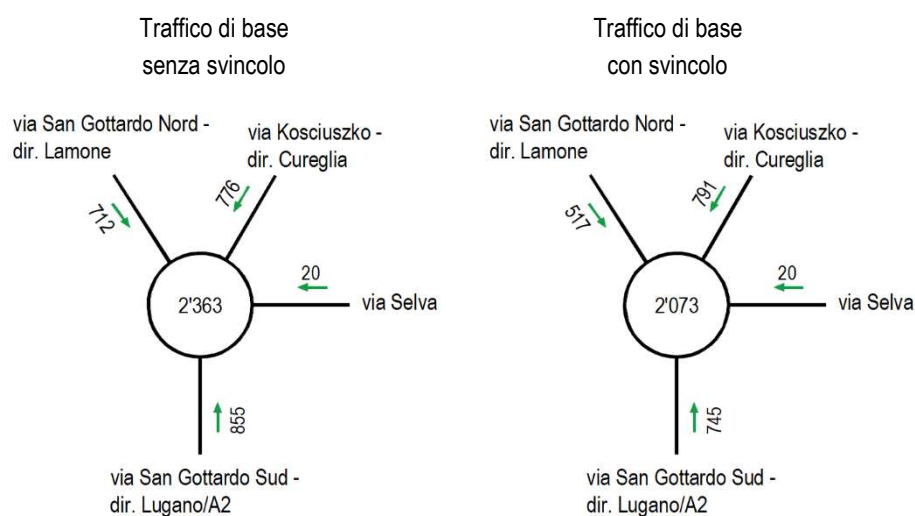 Traffico di base
senza svincolo
via San Gottardo Nord -
dir. Lamone
via Kosciuszko -
dir. Cureglia
776
712
20
2'363
via Selva
855
via San Gottardo Sud -
dir. Lugano/A2
Traffico di base
con svincolo
via San Gottardo Nord -
dir. Lamone
via Kosciuszko -
dir. Cureglia
791
517
20
2'073
via Selva
745
via San Gottardo Sud -
dir. Lugano/A2